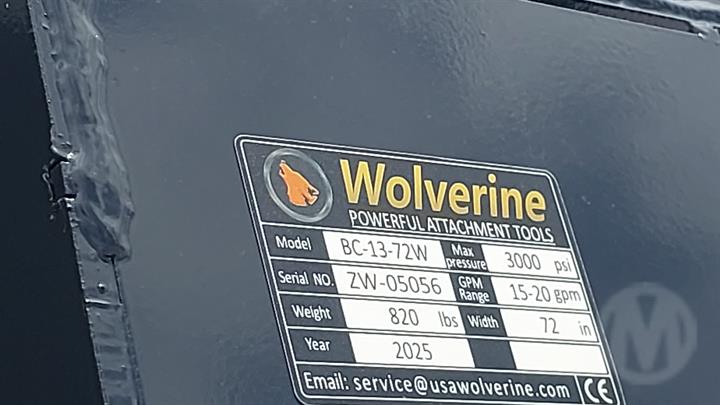 Wolverine
POWERFUL ATTACHMENT TOOLS
Model BC-13-72W Max pressure 3000 psi
Serial NO. ZW-05056 GPM Range 15-20 gpm
Weight 820 lbs Width 72 in
Year 2025
Email: service@usawolverine.com CE
M